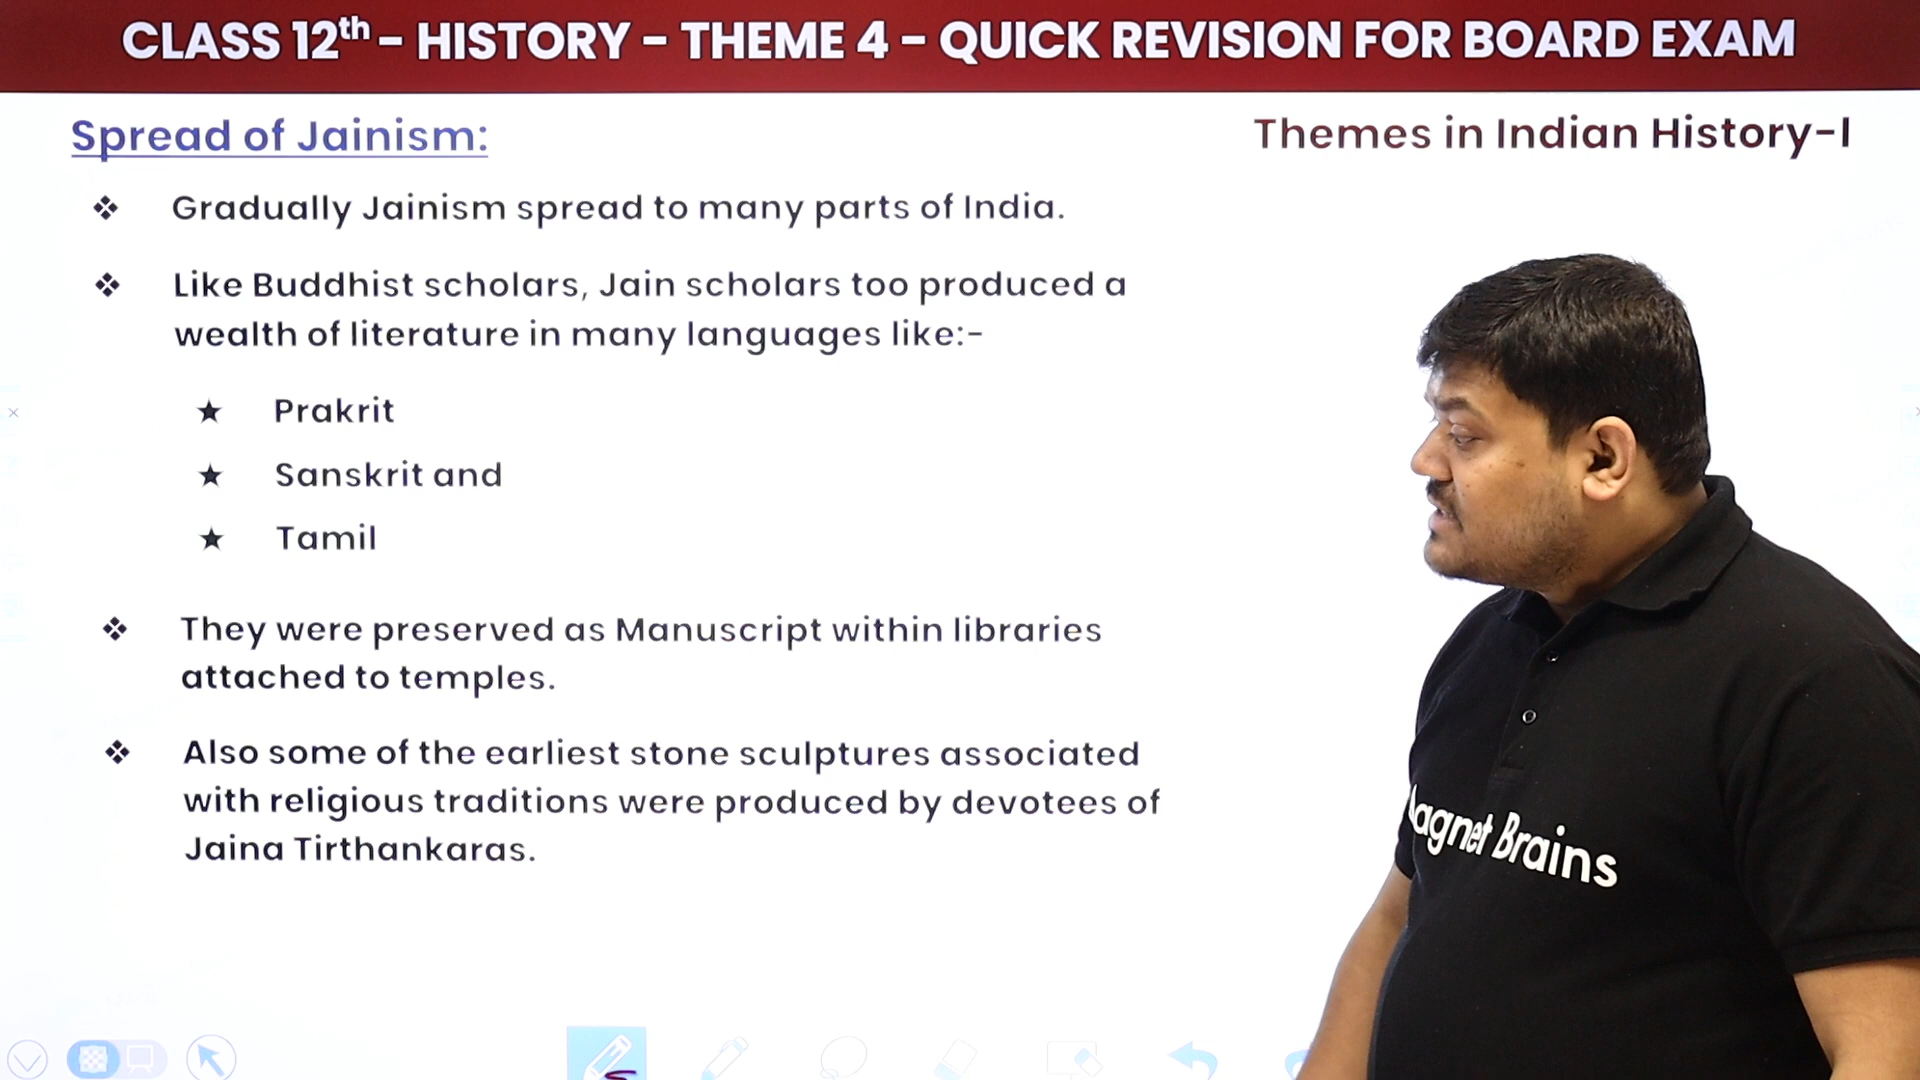 CLASS 12th - HISTORY - THEME 4 - QUICK REVISION FOR BOARD EXAM
Spread of Jainism:
Themes in Indian History-I
❖ Gradually Jainism spread to many parts of India.
❖ Like Buddhist scholars, Jain scholars too produced a
wealth of literature in many languages like:-
★ Prakrit
★ Sanskrit and
★ Tamil
❖ They were preserved as Manuscript within libraries
attached to temples.
❖ Also some of the earliest stone sculptures associated
with religious traditions were produced by devotees of
Jaina Tirthankaras.
agnet Brains